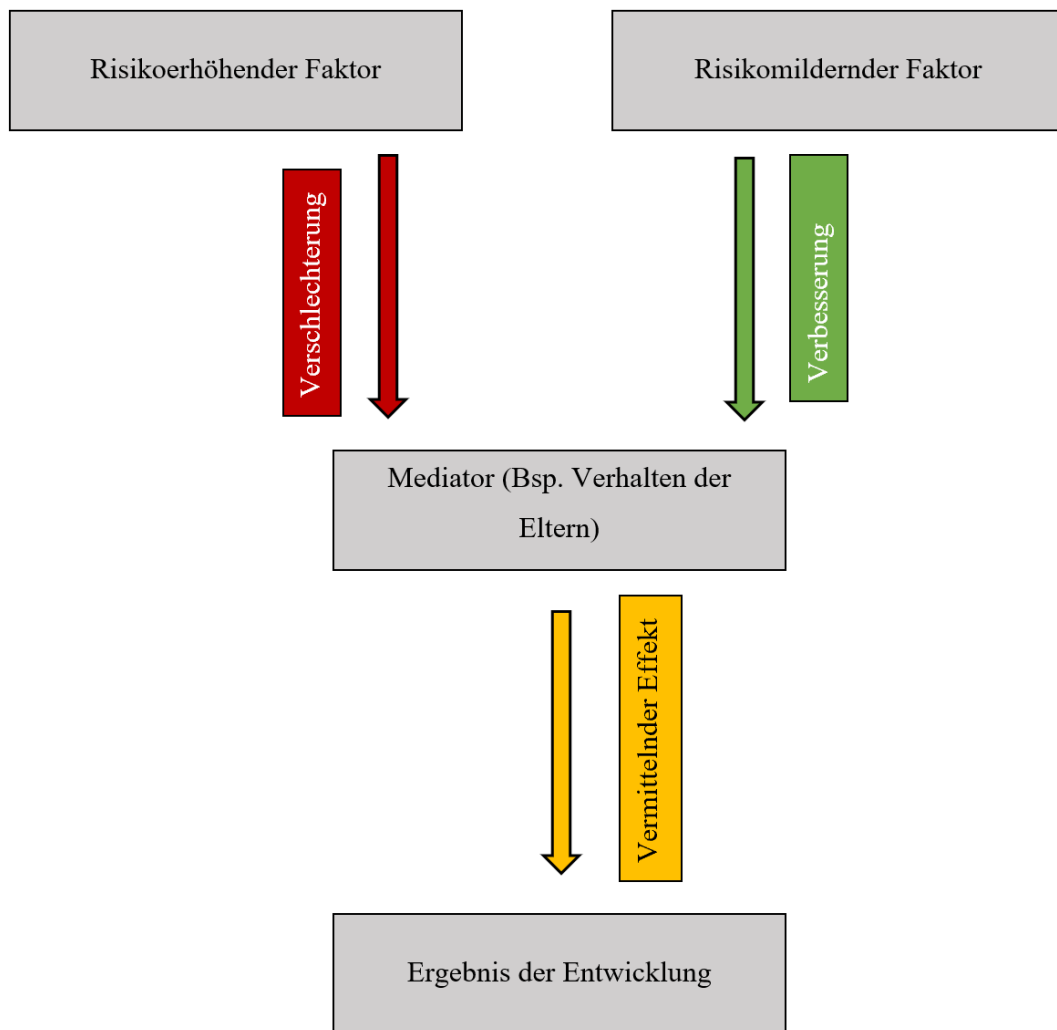 Risikoerhöhender Faktor
Risikomildernder Faktor
Verschlechterung
Verbesserung
Mediator (Bsp. Verhalten der
Eltern)
Vermittelnder Effekt
Ergebnis der Entwicklung